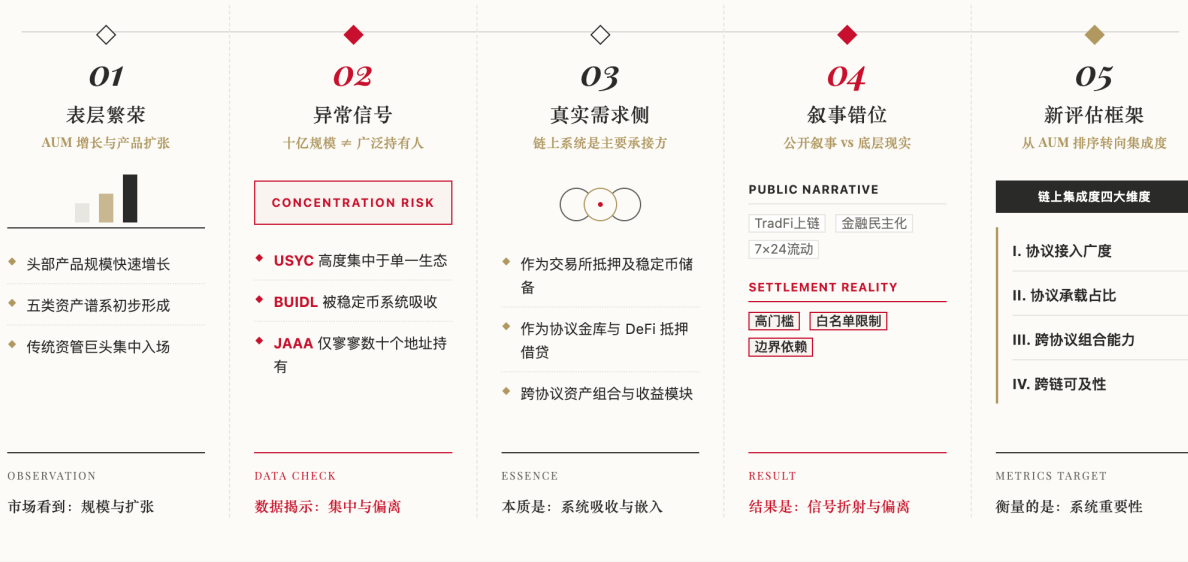 01
表层繁荣
AUM 增长与产品扩张
头部产品规模快速增长
五类资产谱系初步形成
传统资管巨头集中入场
OBSERVATION
市场看到：规模与扩张
02
异常信号
十亿规模 ≠ 广泛持有人
CONCENTRATION RISK
USYC 高度集中于单一生态
BUIDL 被稳定币系统吸收
JAAA 仅寥寥数十个地址持
有
DATA CHECK
数据揭示：集中与偏离
03
真实需求侧
链上系统是主要承接方
作为交易所抵押及稳定币储
备
作为协议金库与 DeFi 抵押
借贷
跨协议资产组合与收益模块
ESSENCE
本质是：系统吸收与嵌入
04
叙事错位
公开叙事 vs 底层现实
PUBLIC NARRATIVE
TradFi上链 金融民主化
7×24流动
SETTLEMENT REALITY
高门槛 白名单限制
边界依赖
RESULT
结果是：信号折射与偏离
05
新评估框架
从 AUM 排序转向集成度
链上集成度四大维度
I. 协议接入广度
II. 协议承载占比
III. 跨协议组合能力
IV. 跨链可及性
METRICS TARGET
衡量的是：系统重要性